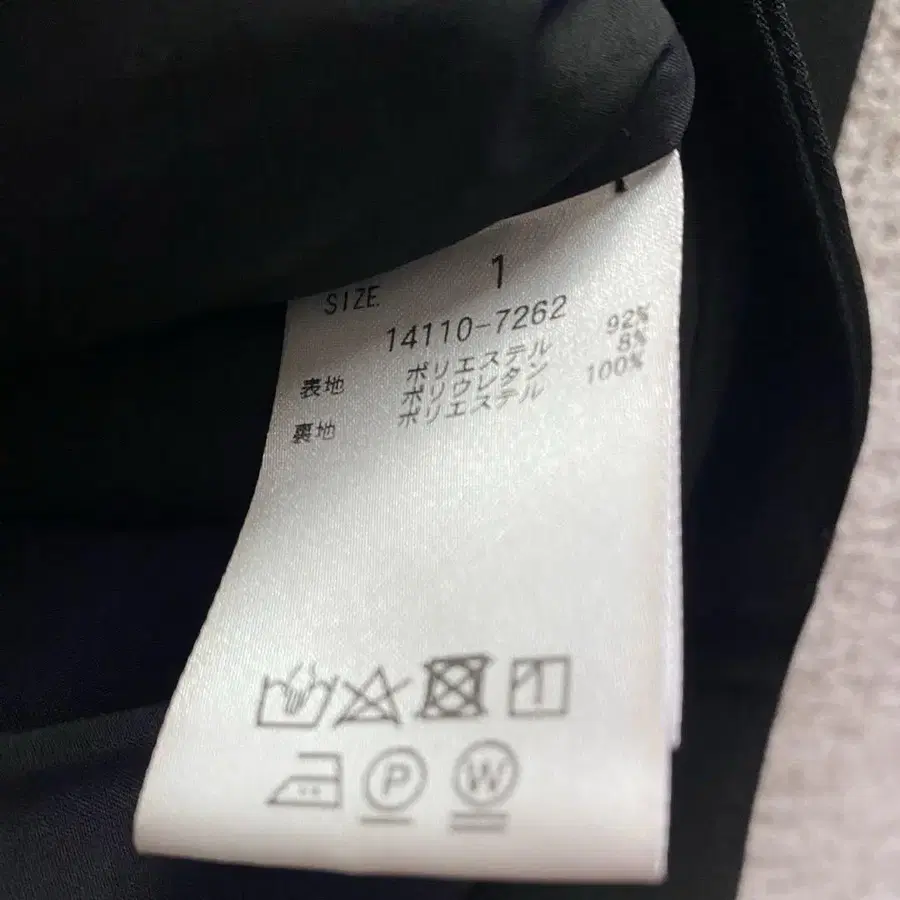 SIZE 1
14110-7262
表地 ポリエステル 92%
ポリウレタン 8%
裏地 ポリエステル 100%
P W